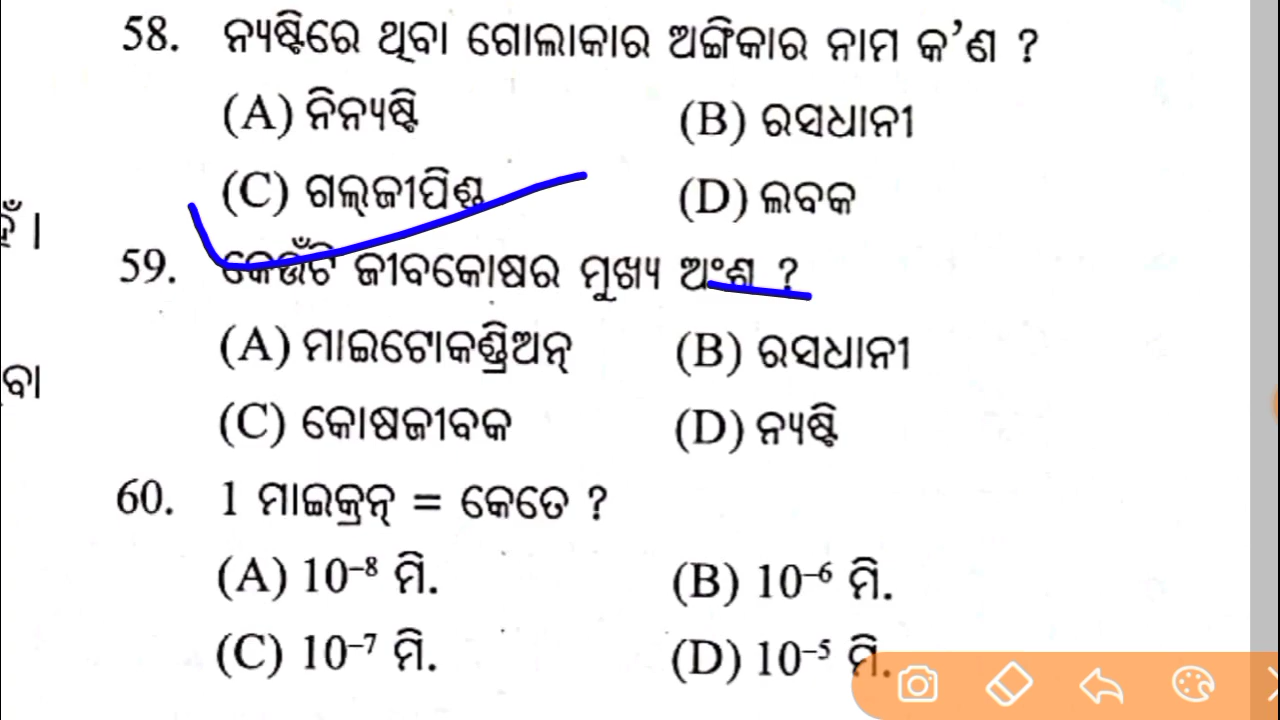 58. ନ୍ୟଷ୍ଟିରେ ଥିବା ଗୋଲାକାର ଅଙ୍ଗିକାର ନାମ କ'ଣ ?
(A) ନିନ୍ୟଷ୍ଟି (B) ରସଧାନୀ
(C) ଗଲ୍‌ଜୀପିଣ୍ଡ (D) ଲବକ
ହଁ।
59. କେଉଁଟି ଜୀବକୋଷର ମୁଖ୍ୟ ଅଂଶ ?
(A) ମାଇଟୋକଣ୍ଡ୍ରିଅନ୍ (B) ରସଧାନୀ
ବା
(C) କୋଷଜୀବକ (D) ନ୍ୟଷ୍ଟି
60. 1 ମାଇକ୍ରନ୍ = କେତେ ?
(A) 10⁻⁸ ମି. (B) 10⁻⁶ ମି.
(C) 10⁻⁷ ମି. (D) 10⁻⁵ ମି.